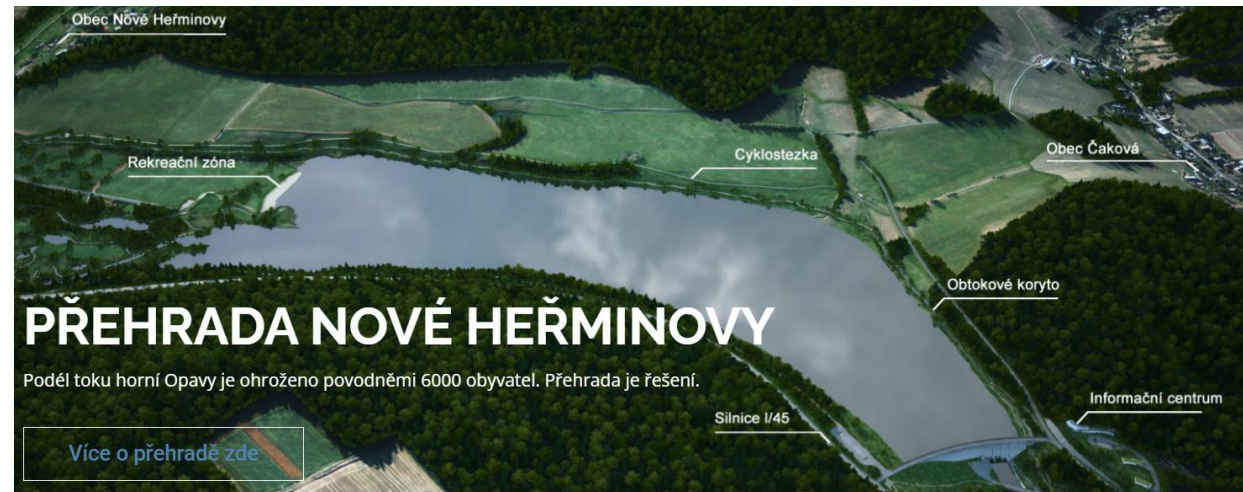 Obec Nové Heřminovy
Rekreační zóna
Cyklostezka
Obec Čaková
Obtokové koryto
PŘEHRADA NOVÉ HEŘMINOVY
Podél toku horní Opavy je ohroženo povodněmi 6000 obyvatel. Přehrada je řešení.
Informační centrum
Silnice I/45
Více o přehradě zde